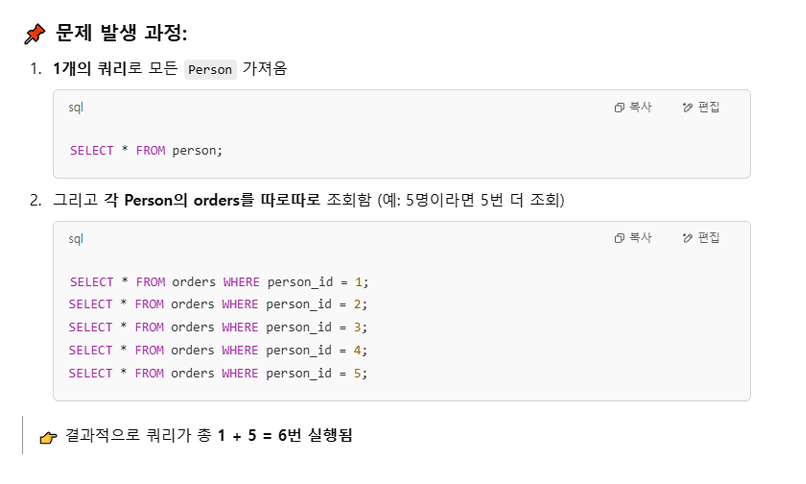 📌 문제 발생 과정:
1. 1개의 쿼리로 모든 Person 가져옴
sql
복사
편집
SELECT * FROM person;
2. 그리고 각 Person의 orders를 따로따로 조회함 (예: 5명이라면 5번 더 조회)
sql
복사
편집
SELECT * FROM orders WHERE person_id = 1;
SELECT * FROM orders WHERE person_id = 2;
SELECT * FROM orders WHERE person_id = 3;
SELECT * FROM orders WHERE person_id = 4;
SELECT * FROM orders WHERE person_id = 5;
👉 결과적으로 쿼리가 총 1 + 5 = 6번 실행됨